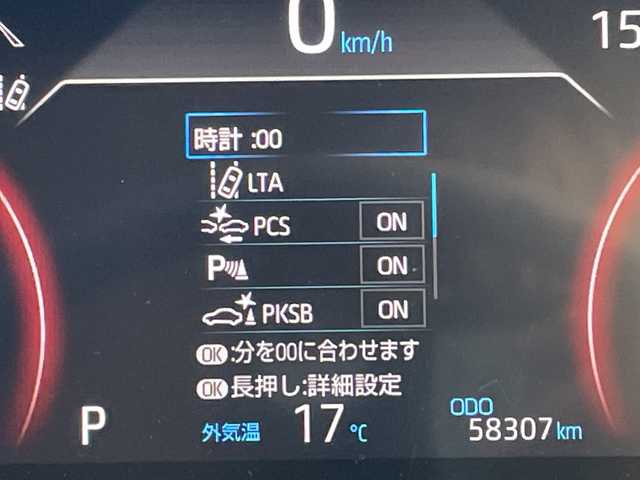 0 km/h
15
時計 :00
LTA
PCS ON
P ON
PKSB ON
OK :分を00に合わせます
OK 長押し:詳細設定
P 外気温 17 ℃
ODO
58307 km